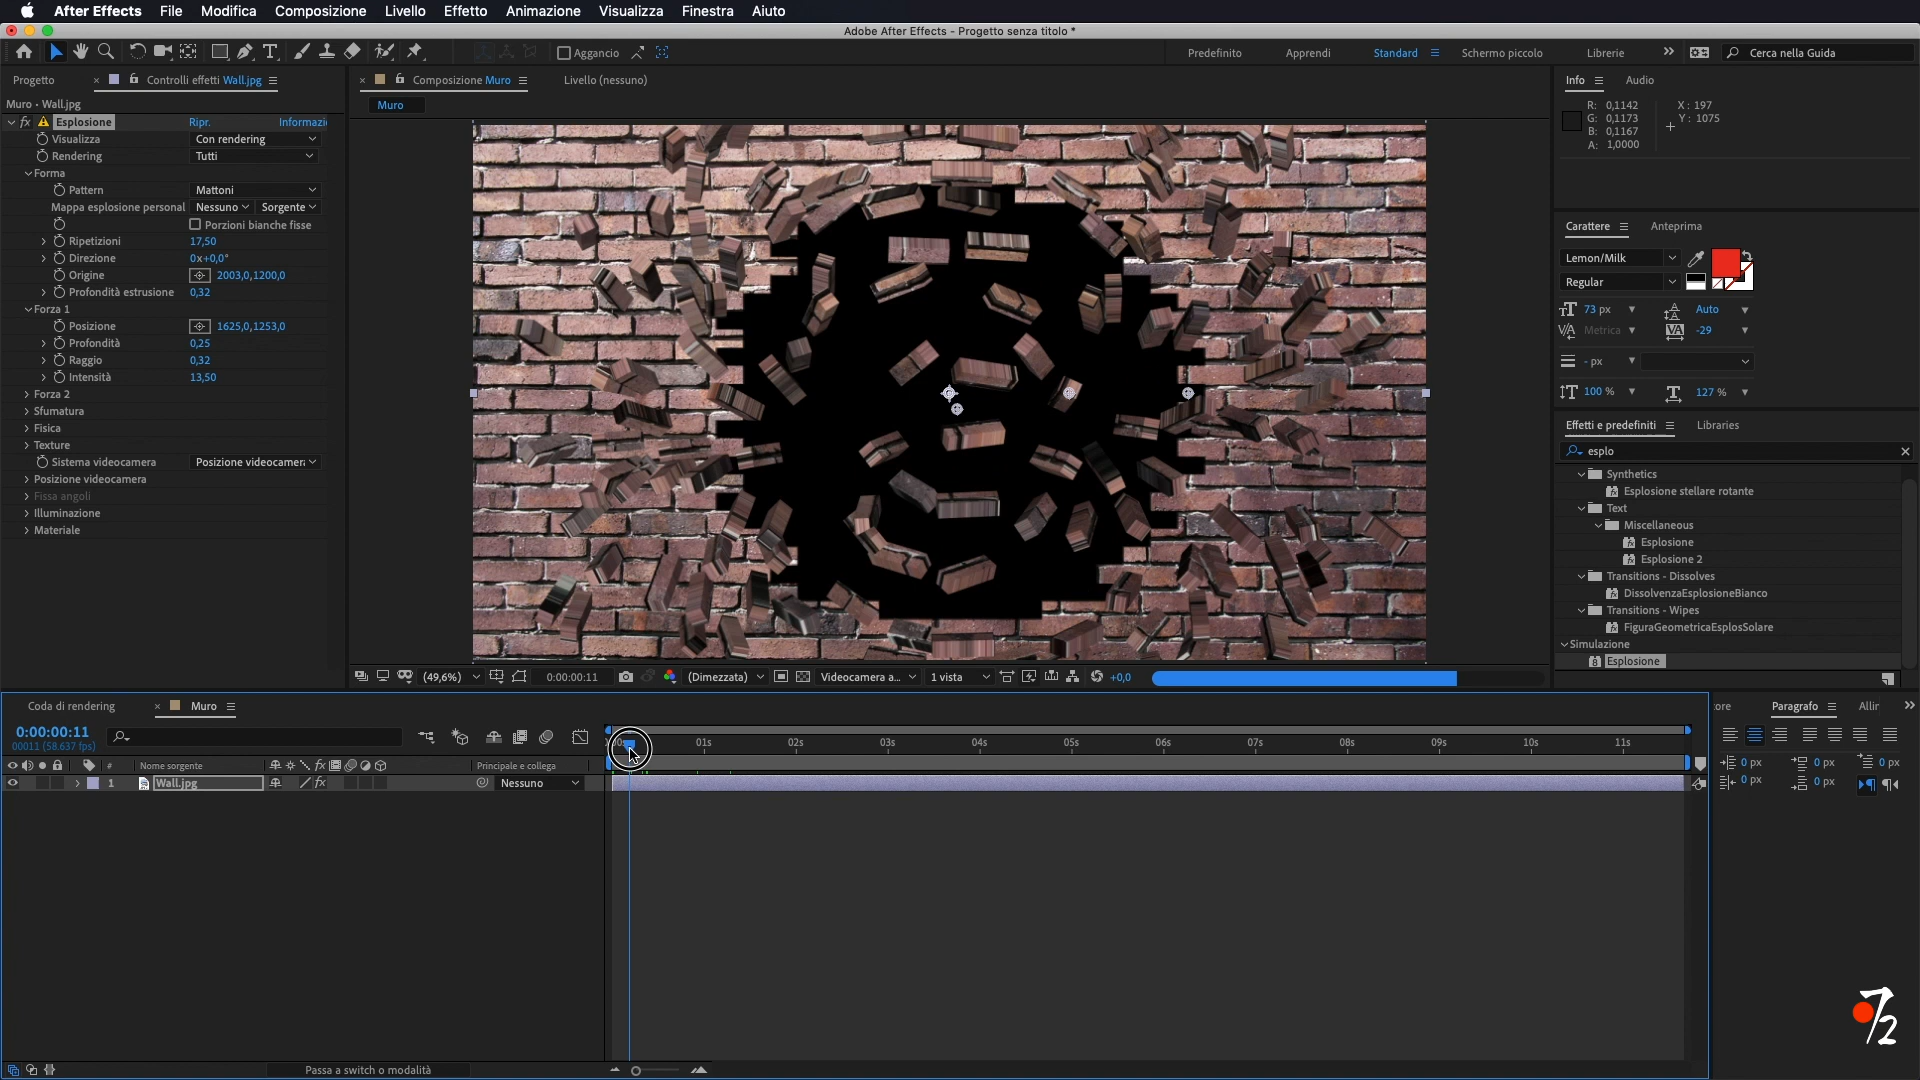 After Effects File Modifica Composizione Livello Effetto Animazione Visualizza Finestra Aiuto
Adobe After Effects - Progetto senza titolo *
Aggancio Predefinito Apprendi Standard Schermo piccolo Librerie Cerca nella Guida
Progetto Controlli effetti Wall.jpg
Composizione Muro Livello (nessuno)
Muro
Muro • Wall.jpg
fx Esplosione Ripr. Informazi
Visualizza Con rendering
Rendering Tutti
Forma
Pattern Mattoni
Mappa esplosione personal Nessuno Sorgente
Porzioni bianche fisse
Ripetizioni 17,50
Direzione 0x+0,0°
Origine 2003,0,1200,0
Profondità estrusione 0,32
Forza 1
Posizione 1625,0,1253,0
Profondità 0,25
Raggio 0,32
Intensità 13,50
Forza 2
Sfumatura
Fisica
Texture
Sistema videocamera Posizione videocamera
Posizione videocamera
Fissa angoli
Illuminazione
Materiale
(49,6%) 0:00:00:11 (Dimezzata) Videocamera a... 1 vista +0,0
Info Audio
R: 0,1142
G: 0,1173
B: 0,1167
A: 1,0000
X: 197
Y: 1075
Carattere Anteprima
Lemon/Milk
Regular
73 px Auto
Metrica -29
- px
100 % 127 %
Effetti e predefiniti Libraries
esplo
Synthetics
Esplosione stellare rotante
Text
Miscellaneous
Esplosione
Esplosione 2
Transitions - Dissolves
DissolvenzaEsplosioneBianco
Transitions - Wipes
FiguraGeometricaEsplosSolare
Simulazione
Esplosione
Coda di rendering Muro
0:00:00:11
00011 (58.637 fps)
01s 02s 03s 04s 05s 06s 07s 08s 09s 10s 11s
# Nome sorgente fx Principale e collega
1 Wall.jpg fx Nessuno
Passa a switch o modalità
ore Paragrafo Allir
0 px 0 px 0 px
0 px 0 px
72